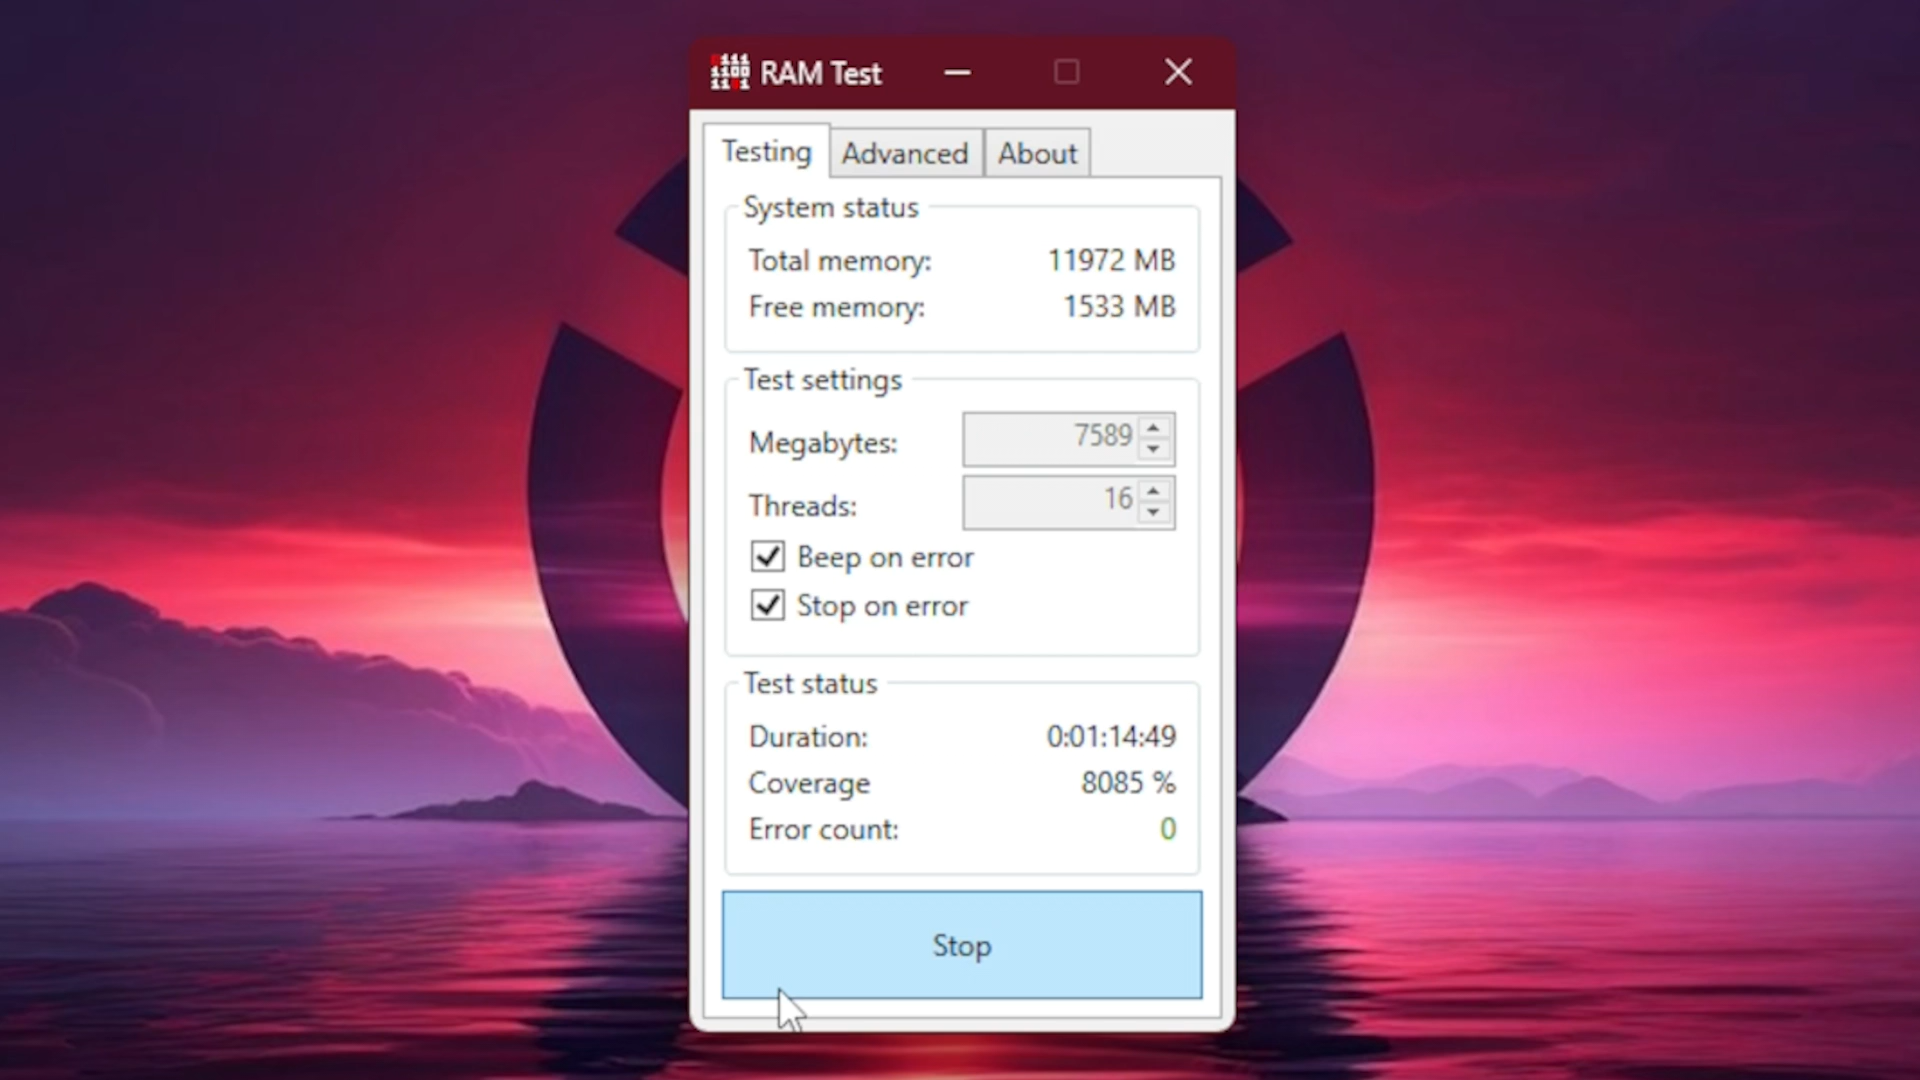 RAM Test
Testing Advanced About
System status
Total memory: 11972 MB
Free memory: 1533 MB
Test settings
Megabytes: 7589
Threads: 16
Beep on error
Stop on error
Test status
Duration: 0:01:14:49
Coverage 8085 %
Error count: 0
Stop